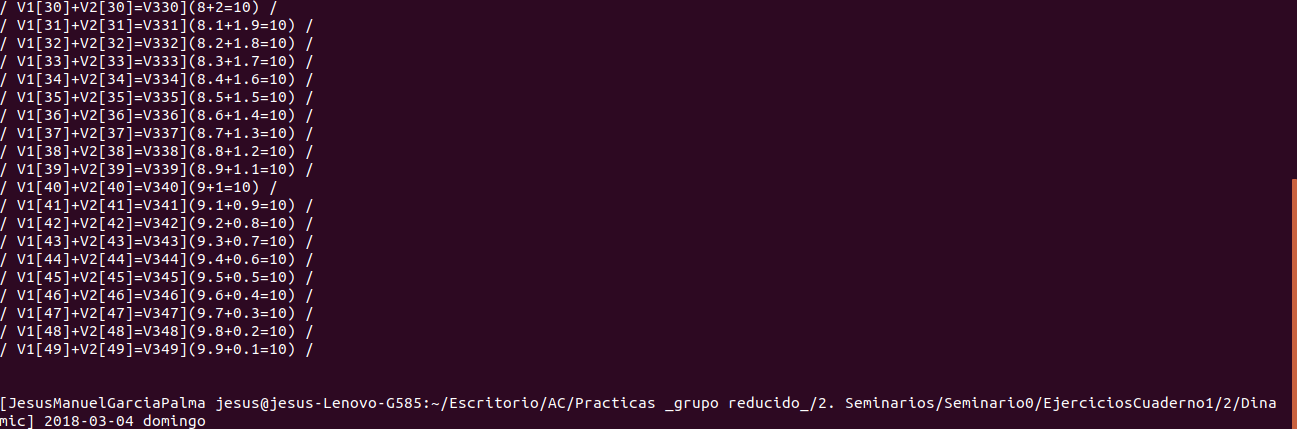 / V1[30]+V2[30]=V330](8+2=10) /
/ V1[31]+V2[31]=V331](8.1+1.9=10) /
/ V1[32]+V2[32]=V332](8.2+1.8=10) /
/ V1[33]+V2[33]=V333](8.3+1.7=10) /
/ V1[34]+V2[34]=V334](8.4+1.6=10) /
/ V1[35]+V2[35]=V335](8.5+1.5=10) /
/ V1[36]+V2[36]=V336](8.6+1.4=10) /
/ V1[37]+V2[37]=V337](8.7+1.3=10) /
/ V1[38]+V2[38]=V338](8.8+1.2=10) /
/ V1[39]+V2[39]=V339](8.9+1.1=10) /
/ V1[40]+V2[40]=V340](9+1=10) /
/ V1[41]+V2[41]=V341](9.1+0.9=10) /
/ V1[42]+V2[42]=V342](9.2+0.8=10) /
/ V1[43]+V2[43]=V343](9.3+0.7=10) /
/ V1[44]+V2[44]=V344](9.4+0.6=10) /
/ V1[45]+V2[45]=V345](9.5+0.5=10) /
/ V1[46]+V2[46]=V346](9.6+0.4=10) /
/ V1[47]+V2[47]=V347](9.7+0.3=10) /
/ V1[48]+V2[48]=V348](9.8+0.2=10) /
/ V1[49]+V2[49]=V349](9.9+0.1=10) /
[JesusManuelGarciaPalma jesus@jesus-Lenovo-G585:~/Escritorio/AC/Practicas _grupo reducido_/2. Seminarios/Seminario0/EjerciciosCuaderno1/2/Dina
mic] 2018-03-04 domingo